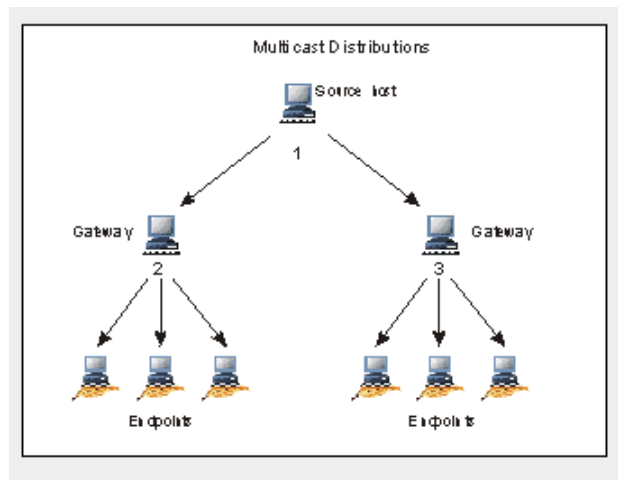 Multicast Distributions
Source host
1
Gateway
Gateway
2
3
Endpoints
Endpoints